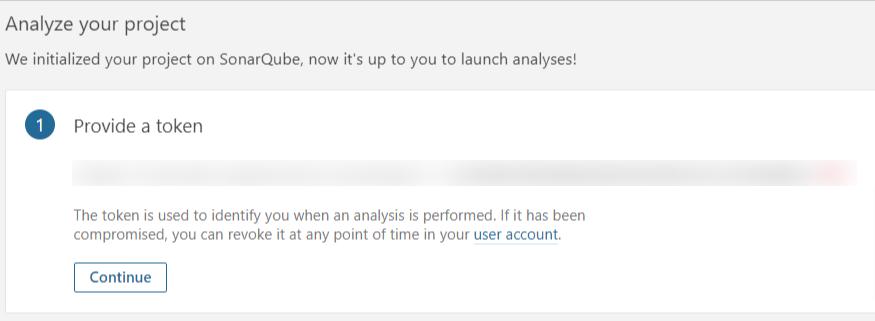 Analyze your project
We initialized your project on SonarQube, now it's up to you to launch analyses!
1 Provide a token
The token is used to identify you when an analysis is performed. If it has been
compromised, you can revoke it at any point of time in your user account.
Continue